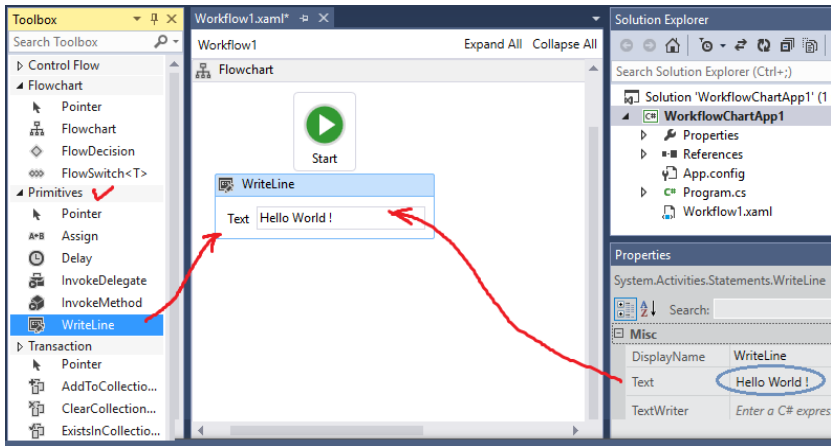 Toolbox
Search Toolbox
Control Flow
Flowchart
Pointer
Flowchart
FlowDecision
FlowSwitch<T>
Primitives
Pointer
A+B Assign
Delay
InvokeDelegate
InvokeMethod
WriteLine
Transaction
Pointer
AddToCollectio...
ClearCollection...
ExistsInCollectio...
Workflow1.xaml*
Workflow1
Expand All Collapse All
Flowchart
Start
WriteLine
Text Hello World !
Solution Explorer
Search Solution Explorer (Ctrl+;)
Solution 'WorkflowChartApp1' (1
C# WorkflowChartApp1
Properties
References
App.config
C# Program.cs
Workflow1.xaml
Properties
System.Activities.Statements.WriteLine
Search:
Misc
DisplayName WriteLine
Text Hello World !
TextWriter Enter a C# expres